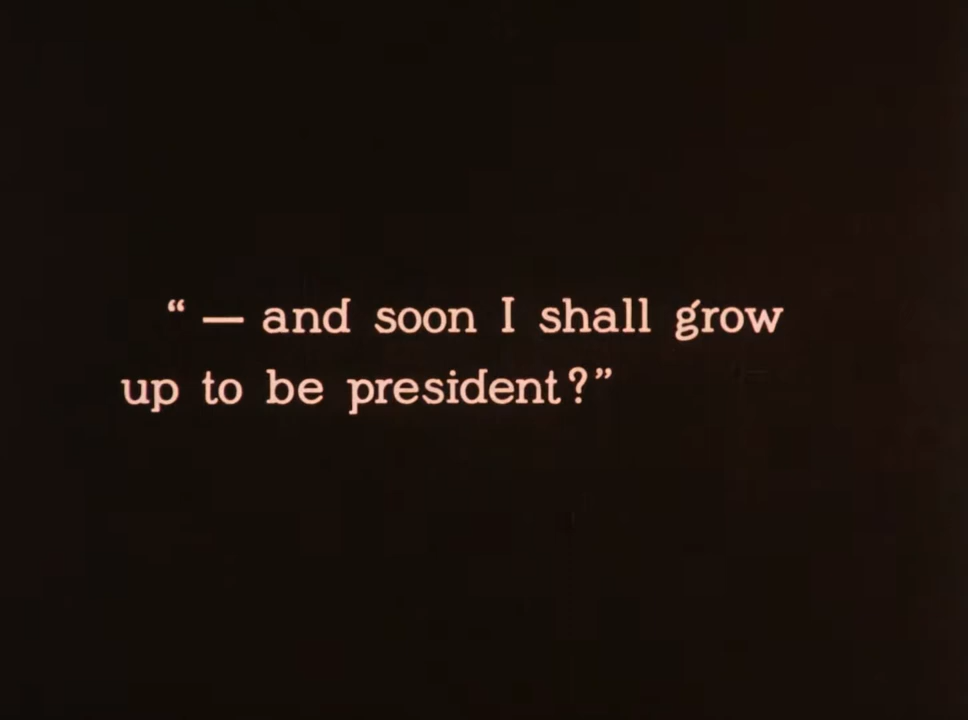 “ — and soon I shall grow
up to be president?”